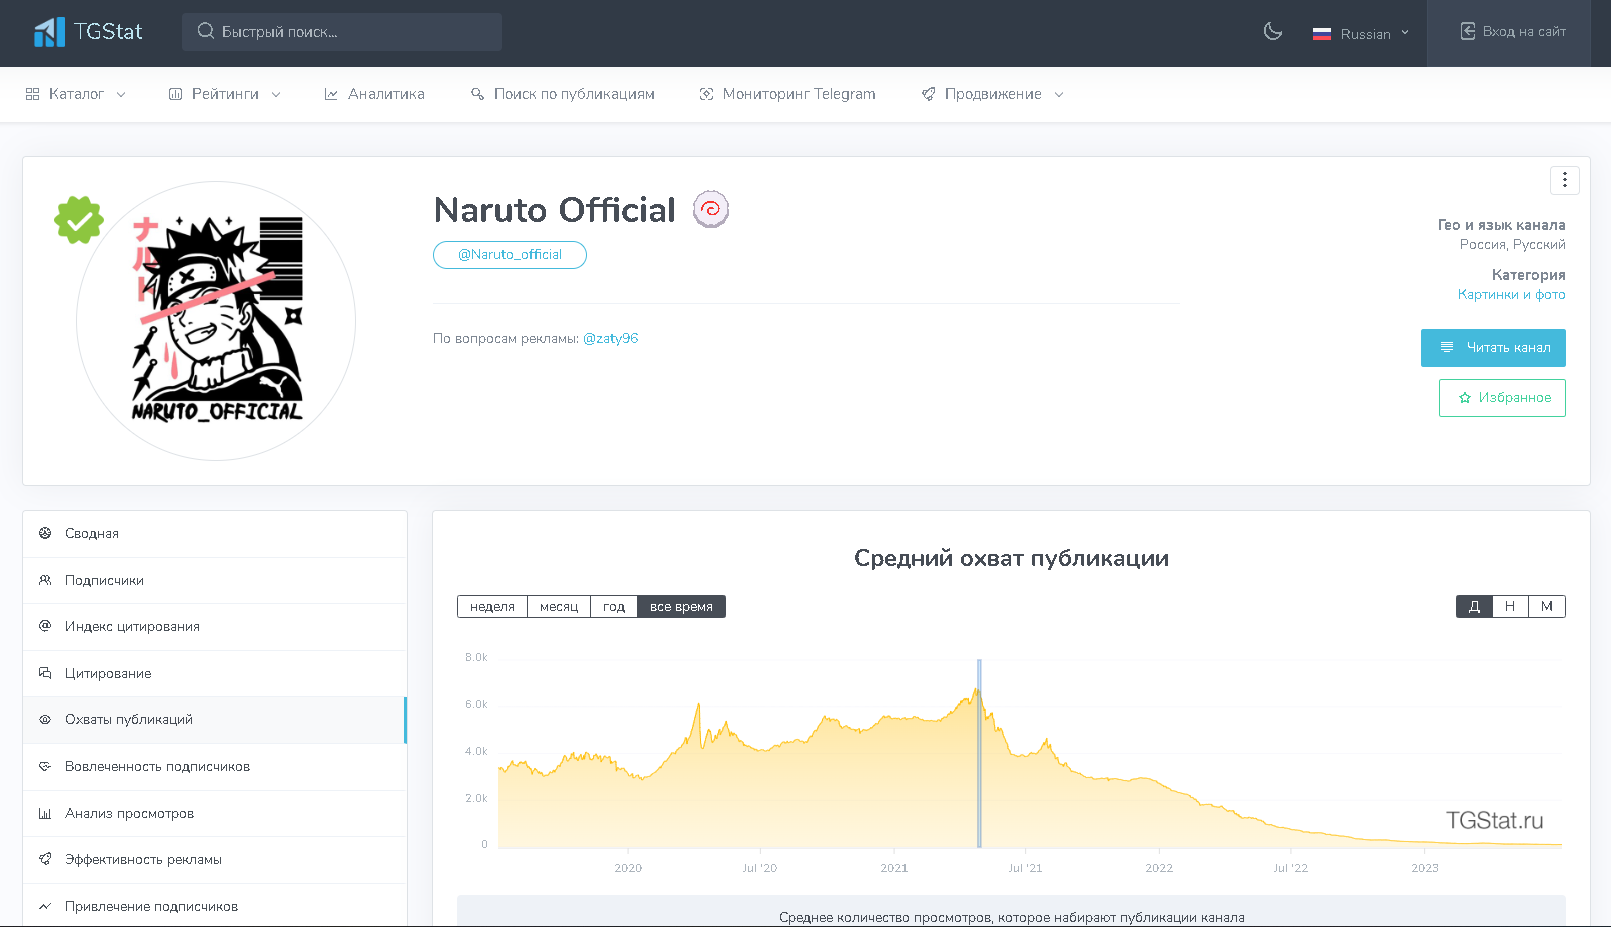 TGStat
Быстрый поиск...
Russian
Вход на сайт
Каталог
Рейтинги
Аналитика
Поиск по публикациям
Мониторинг Telegram
Продвижение
ナルト
NARUTO_OFFICIAL
Naruto Official
@Naruto_official
По вопросам рекламы: @zaty96
Гео и язык канала
Россия, Русский
Категория
Картинки и фото
Читать канал
Избранное
Сводная
Подписчики
Индекс цитирования
Цитирование
Охваты публикаций
Вовлеченность подписчиков
Анализ просмотров
Эффективность рекламы
Привлечение подписчиков
Средний охват публикации
неделя месяц год все время
Д Н М
8.0k
6.0k
4.0k
2.0k
0
TGStat.ru
2020 Jul '20 2021 Jul '21 2022 Jul '22 2023
Среднее количество просмотров, которое набирают публикации канала